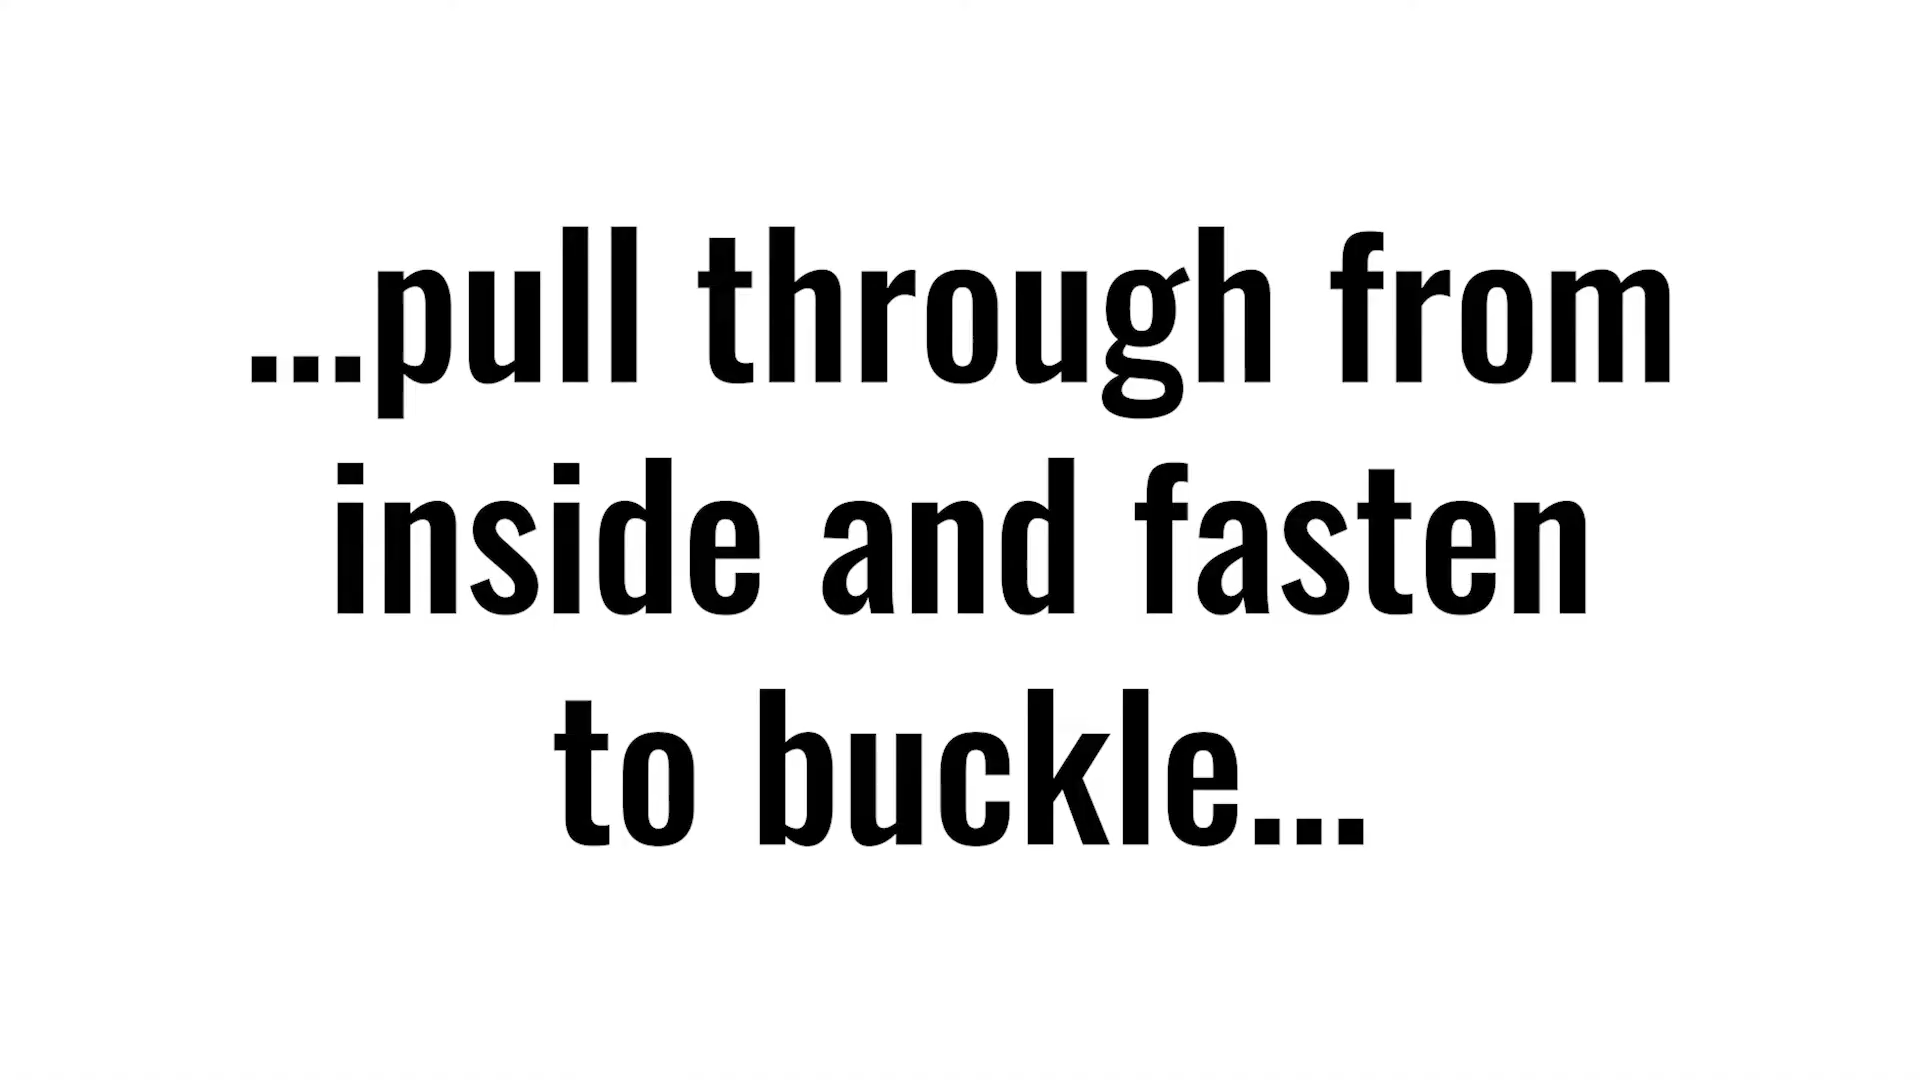 ...pull through from
inside and fasten
to buckle...